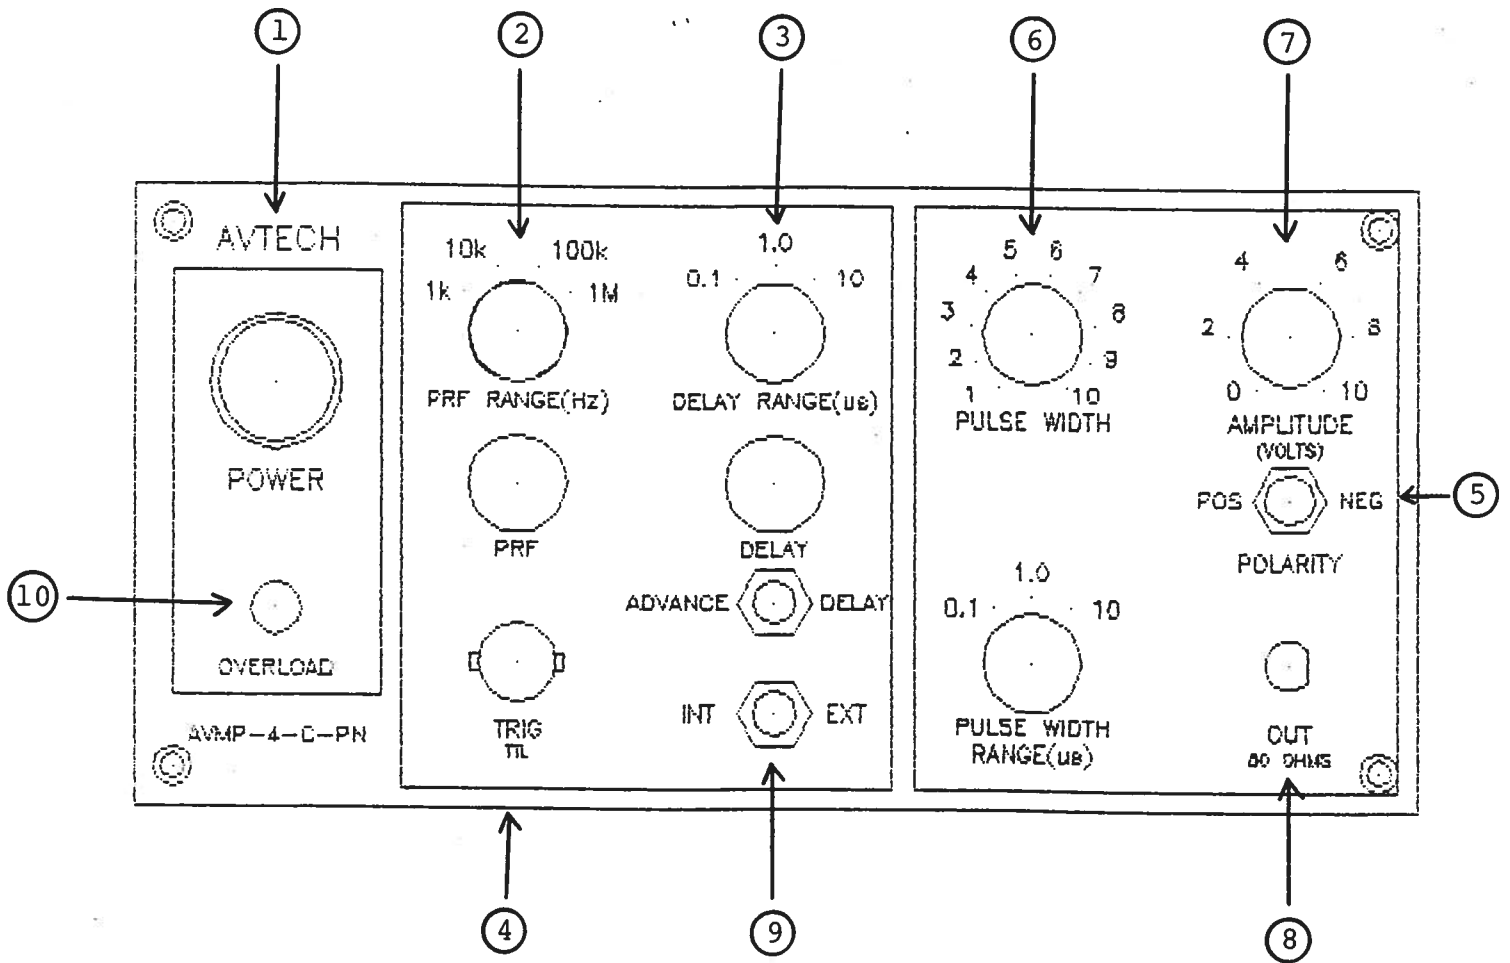 1
2
3
6
7
AVTECH
POWER
OVERLOAD
AVMP-4-C-PN
10
10k 100k
1k 1M
PRF RANGE(Hz)
PRF
TRIG
TTL
4
1.0
0.1 10
DELAY RANGE(us)
DELAY
ADVANCE DELAY
INT EXT
9
5 6
4 7
3 8
2 9
1 10
PULSE WIDTH
1.0
0.1 10
PULSE WIDTH
RANGE(us)
4 6
2 8
0 10
AMPLITUDE
(VOLTS)
POS NEG
POLARITY
5
OUT
50 OHMS
8